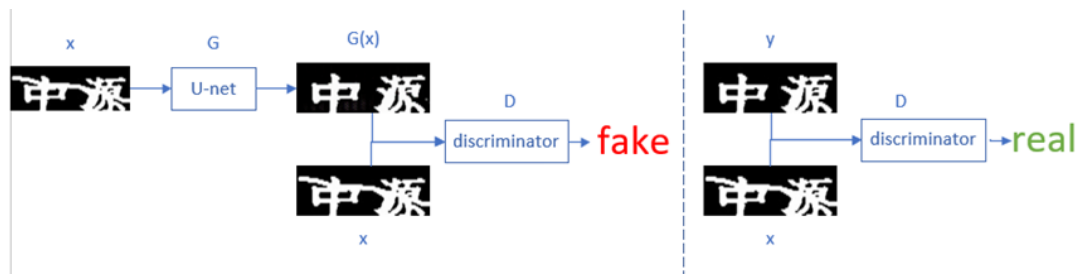 x G G(x) y
中源 U-net 中源 中源
D D
discriminator fake discriminator real
中源 中源
x x